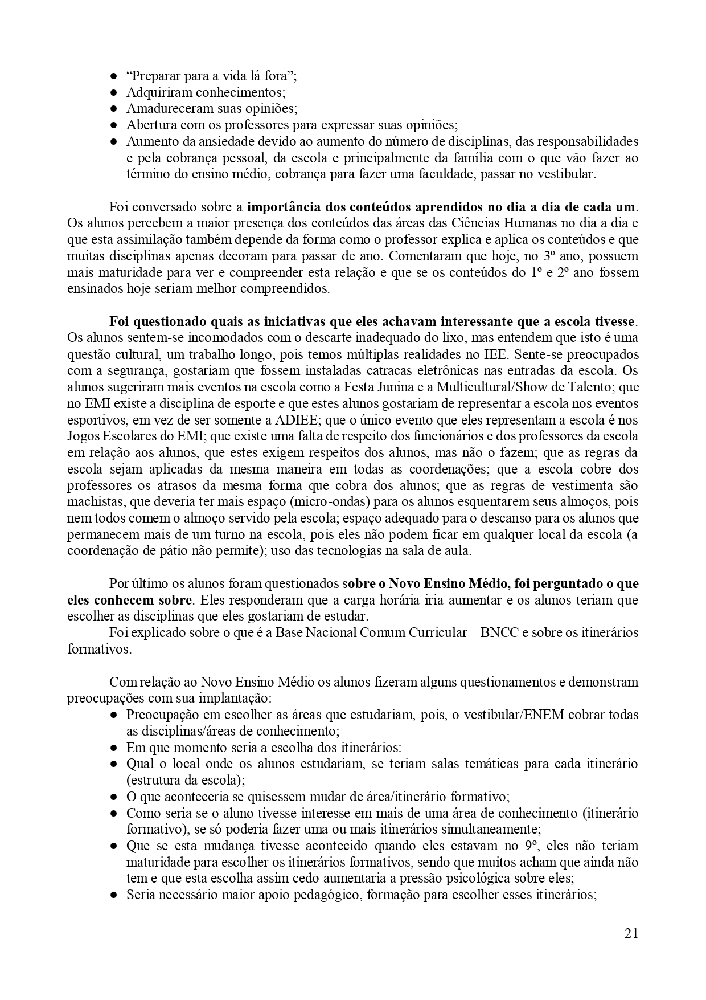 ● “Preparar para a vida lá fora”;
● Adquiriram conhecimentos;
● Amadureceram suas opiniões;
● Abertura com os professores para expressar suas opiniões;
● Aumento da ansiedade devido ao aumento do número de disciplinas, das responsabilidades
e pela cobrança pessoal, da escola e principalmente da família com o que vão fazer ao
término do ensino médio, cobrança para fazer uma faculdade, passar no vestibular.
Foi conversado sobre a importância dos conteúdos aprendidos no dia a dia de cada um.
Os alunos percebem a maior presença dos conteúdos das áreas das Ciências Humanas no dia a dia e
que esta assimilação também depende da forma como o professor explica e aplica os conteúdos e que
muitas disciplinas apenas decoram para passar de ano. Comentaram que hoje, no 3º ano, possuem
mais maturidade para ver e compreender esta relação e que se os conteúdos do 1º e 2º ano fossem
ensinados hoje seriam melhor compreendidos.
Foi questionado quais as iniciativas que eles achavam interessante que a escola tivesse.
Os alunos sentem-se incomodados com o descarte inadequado do lixo, mas entendem que isto é uma
questão cultural, um trabalho longo, pois temos múltiplas realidades no IEE. Sente-se preocupados
com a segurança, gostariam que fossem instaladas catracas eletrônicas nas entradas da escola. Os
alunos sugeriram mais eventos na escola como a Festa Junina e a Multicultural/Show de Talento; que
no EMI existe a disciplina de esporte e que estes alunos gostariam de representar a escola nos eventos
esportivos, em vez de ser somente a ADIEE; que o único evento que eles representam a escola é nos
Jogos Escolares do EMI; que existe uma falta de respeito dos funcionários e dos professores da escola
em relação aos alunos, que estes exigem respeitos dos alunos, mas não o fazem; que as regras da
escola sejam aplicadas da mesma maneira em todas as coordenações; que a escola cobre dos
professores os atrasos da mesma forma que cobra dos alunos; que as regras de vestimenta são
machistas, que deveria ter mais espaço (micro-ondas) para os alunos esquentarem seus almoços, pois
nem todos comem o almoço servido pela escola; espaço adequado para o descanso para os alunos que
permanecem mais de um turno na escola, pois eles não podem ficar em qualquer local da escola (a
coordenação de pátio não permite); uso das tecnologias na sala de aula.
Por último os alunos foram questionados sobre o Novo Ensino Médio, foi perguntado o que
eles conhecem sobre. Eles responderam que a carga horária iria aumentar e os alunos teriam que
escolher as disciplinas que eles gostariam de estudar.
Foi explicado sobre o que é a Base Nacional Comum Curricular – BNCC e sobre os itinerários
formativos.
Com relação ao Novo Ensino Médio os alunos fizeram alguns questionamentos e demonstram
preocupações com sua implantação:
● Preocupação em escolher as áreas que estudariam, pois, o vestibular/ENEM cobrar todas
as disciplinas/áreas de conhecimento;
● Em que momento seria a escolha dos itinerários:
● Qual o local onde os alunos estudariam, se teriam salas temáticas para cada itinerário
(estrutura da escola);
● O que aconteceria se quisessem mudar de área/itinerário formativo;
● Como seria se o aluno tivesse interesse em mais de uma área de conhecimento (itinerário
formativo), se só poderia fazer uma ou mais itinerários simultaneamente;
● Que se esta mudança tivesse acontecido quando eles estavam no 9º, eles não teriam
maturidade para escolher os itinerários formativos, sendo que muitos acham que ainda não
tem e que esta escolha assim cedo aumentaria a pressão psicológica sobre eles;
● Seria necessário maior apoio pedagógico, formação para escolher esses itinerários;
21